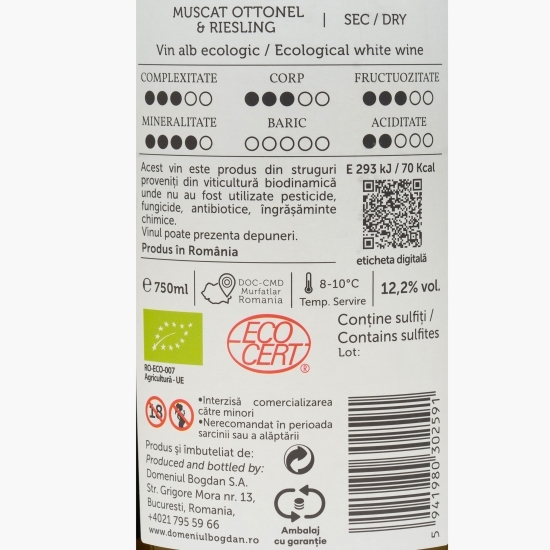 MUSCAT OTTONEL & RIESLING | SEC / DRY
Vin alb ecologic / Ecological white wine
COMPLEXITATE
CORP
FRUCTUOZITATE
MINERALITATE
BARIC
ACIDITATE
Acest vin este produs din struguri
proveniți din viticultură biodinamică
unde nu au fost utilizate pesticide,
fungicide, antibiotice, îngrășăminte
chimice.
Vinul poate prezenta depuneri.
Produs în România
E 293 kJ / 70 Kcal
etichetă digitală
℮ 750ml
DOC-CMD
Murfatlar
Romania
8-10°C
Temp. Servire
12,2% vol.
RO-ECO-007
Agricultură - UE
ECO
CERT
®
Conține sulfiți /
Contains sulfites
Lot:
18
•Interzisă comercializarea
către minori
•Nerecomandat în perioada
sarcinii sau a alăptării
Produs și îmbuteliat de:
Produced and bottled by:
Domeniul Bogdan S.A.
Str. Grigore Mora nr. 13,
București, Romania,
+4021 795 59 66
www.domeniulbogdan.ro
Ambalaj
cu garanție
5 941980 302591